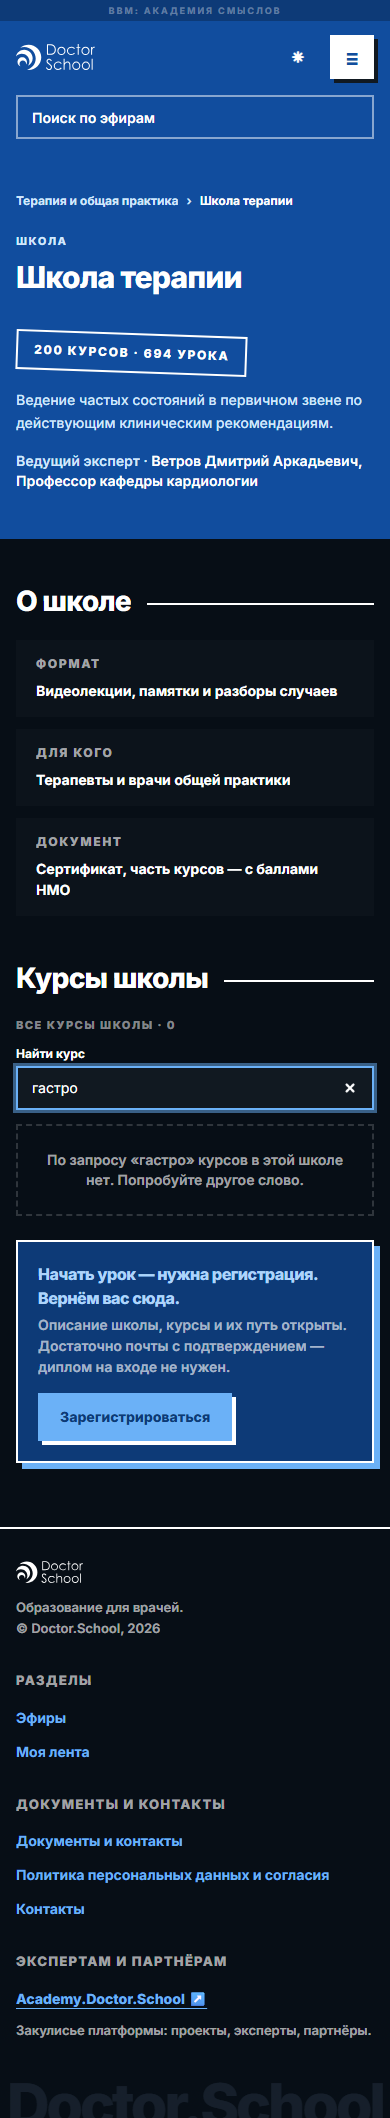 ВВМ: АКАДЕМИЯ СМЫСЛОВ
Doctor
School
Поиск по эфирам
Терапия и общая практика › Школа терапии
ШКОЛА
Школа терапии
200 КУРСОВ · 694 УРОКА
Ведение частых состояний в первичном звене по
действующим клиническим рекомендациям.
Ведущий эксперт · Ветров Дмитрий Аркадьевич,
Профессор кафедры кардиологии
О школе
ФОРМАТ
Видеолекции, памятки и разборы случаев
ДЛЯ КОГО
Терапевты и врачи общей практики
ДОКУМЕНТ
Сертификат, часть курсов — с баллами
НМО
Курсы школы
ВСЕ КУРСЫ ШКОЛЫ · 0
Найти курс
гастро
По запросу «гастро» курсов в этой школе
нет. Попробуйте другое слово.
Начать урок — нужна регистрация.
Вернём вас сюда.
Описание школы, курсы и их путь открыты.
Достаточно почты с подтверждением —
диплом на входе не нужен.
Зарегистрироваться
Doctor
School
Образование для врачей.
© Doctor.School, 2026
РАЗДЕЛЫ
Эфиры
Моя лента
ДОКУМЕНТЫ И КОНТАКТЫ
Документы и контакты
Политика персональных данных и согласия
Контакты
ЭКСПЕРТАМ И ПАРТНЁРАМ
Academy.Doctor.School ↗
Закулисье платформы: проекты, эксперты, партнёры.
Doctor.School